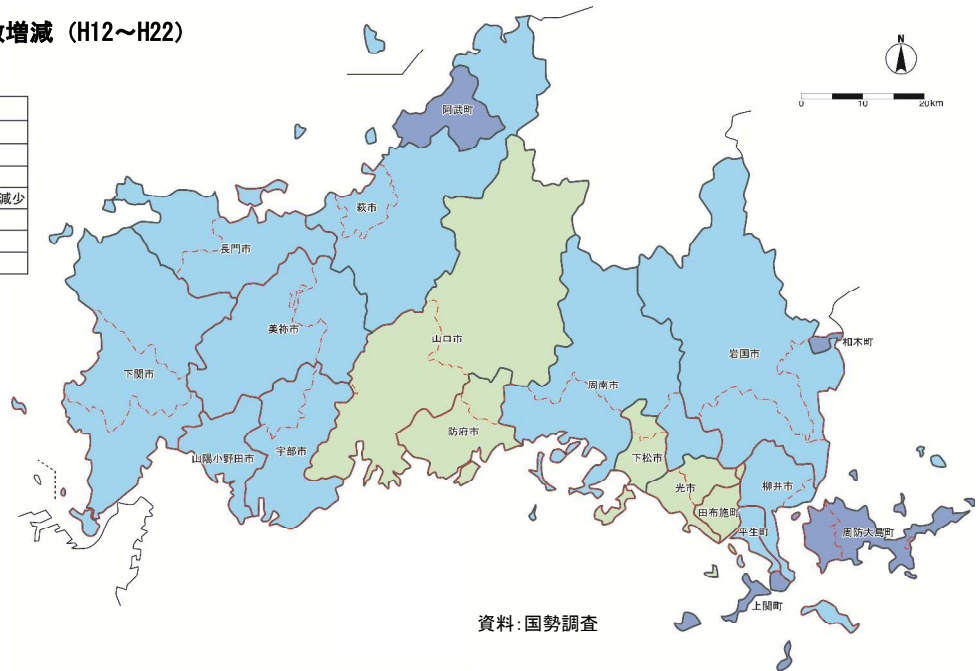 数増減（H12～H22）
N
0 10 20km
減少
阿武町
萩市
長門市
美祢市
山口市
岩国市
和木町
下関市
周南市
防府市
宇部市
山陽小野田市
下松市
光市
柳井市
田布施町
平生町
周防大島町
上関町
資料：国勢調査